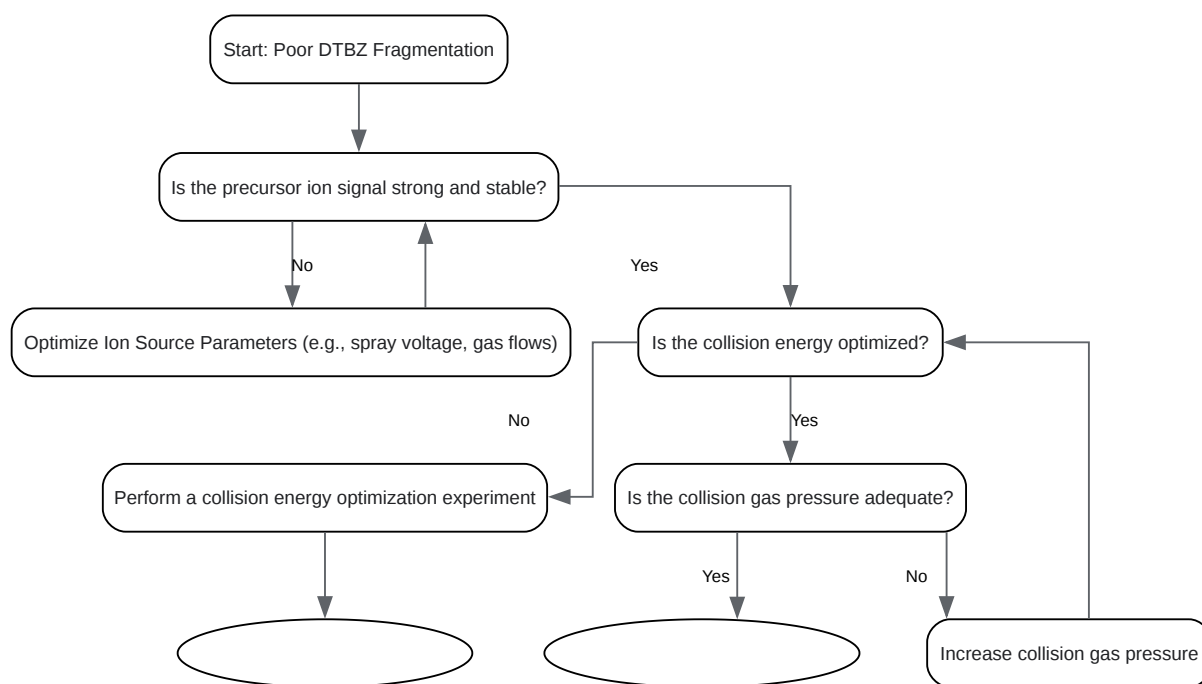 Start: Poor DTBZ Fragmentation
Is the precursor ion signal strong and stable?
No
Yes
Optimize Ion Source Parameters (e.g., spray voltage, gas flows)
Is the collision energy optimized?
No
Yes
Perform a collision energy optimization experiment
Is the collision gas pressure adequate?
Yes
No
Increase collision gas pressure